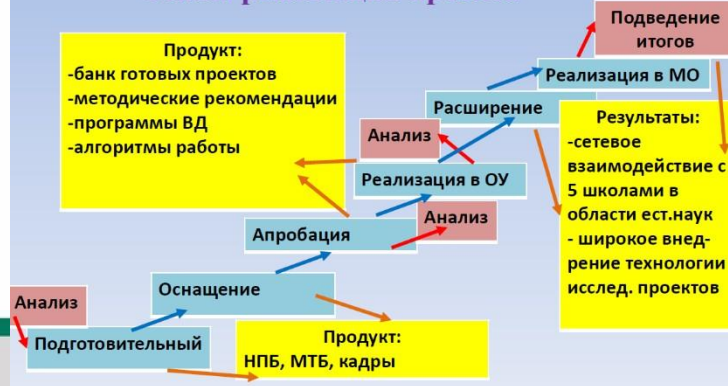 Подведение
итогов
Продукт:
-банк готовых проектов
-методические рекомендации
-программы ВД
-алгоритмы работы
Реализация в МО
Расширение
Анализ
Результаты:
-сетевое
взаимодействие с
5 школами в
области ест.наук
- широкое внед-
рение технологии
исслед. проектов
Реализация в ОУ
Анализ
Апробация
Оснащение
Анализ
Подготовительный
Продукт:
НПБ, МТБ, кадры